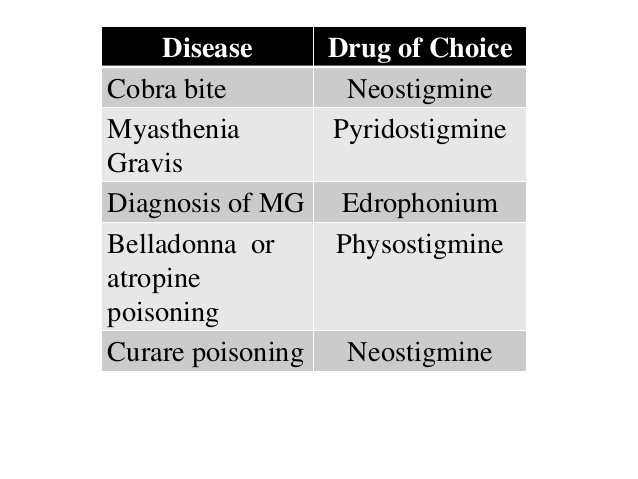 Disease Drug of Choice
Cobra bite Neostigmine
Myasthenia Pyridostigmine
Gravis
Diagnosis of MG Edrophonium
Belladonna or Physostigmine
atropine
poisoning
Curare poisoning Neostigmine